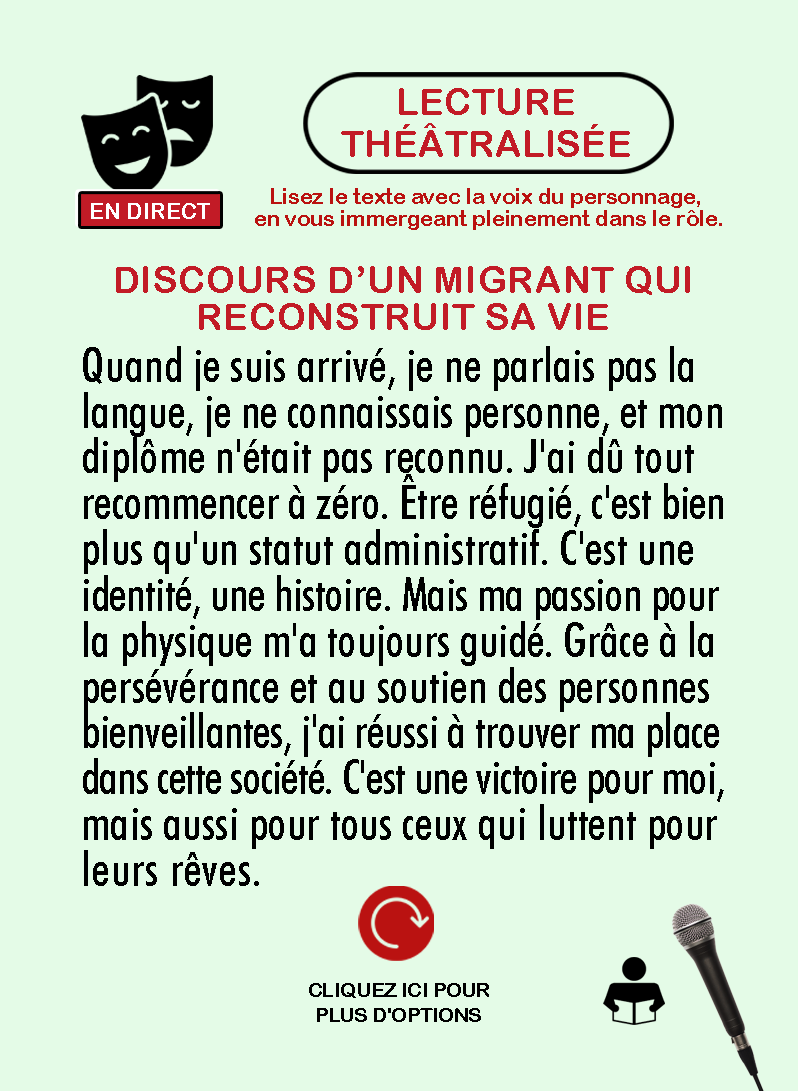 LECTURE
THÉÂTRALISÉE
EN DIRECT
Lisez le texte avec la voix du personnage,
en vous immergeant pleinement dans le rôle.
DISCOURS D’UN MIGRANT QUI
RECONSTRUIT SA VIE
Quand je suis arrivé, je ne parlais pas la
langue, je ne connaissais personne, et mon
diplôme n'était pas reconnu. J'ai dû tout
recommencer à zéro. Être réfugié, c'est bien
plus qu'un statut administratif. C'est une
identité, une histoire. Mais ma passion pour
la physique m'a toujours guidé. Grâce à la
persévérance et au soutien des personnes
bienveillantes, j'ai réussi à trouver ma place
dans cette société. C'est une victoire pour moi,
mais aussi pour tous ceux qui luttent pour
leurs rêves.
CLIQUEZ ICI POUR
PLUS D'OPTIONS